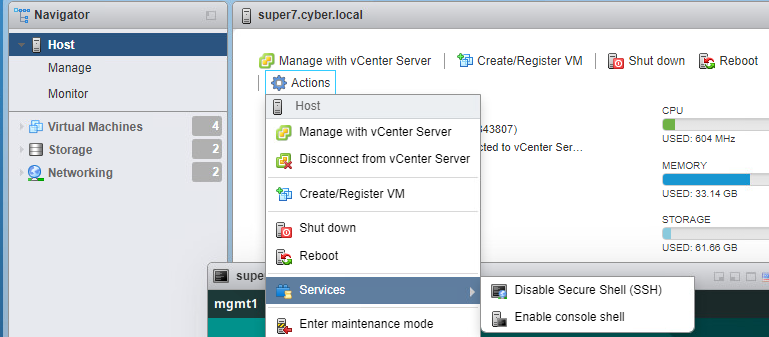 Navigator
super7.cyber.local
Host
Manage
Monitor
Virtual Machines 4
Storage 2
Networking 2
Manage with vCenter Server Create/Register VM Shut down Reboot
Actions
Host
Manage with vCenter Server
Disconnect from vCenter Server
Create/Register VM
Shut down
Reboot
Services
Enter maintenance mode
Disable Secure Shell (SSH)
Enable console shell
43807)
cted to vCenter Ser...
CPU
USED: 604 MHz
MEMORY
USED: 33.14 GB
STORAGE
USED: 61.66 GB
super
mgmt1